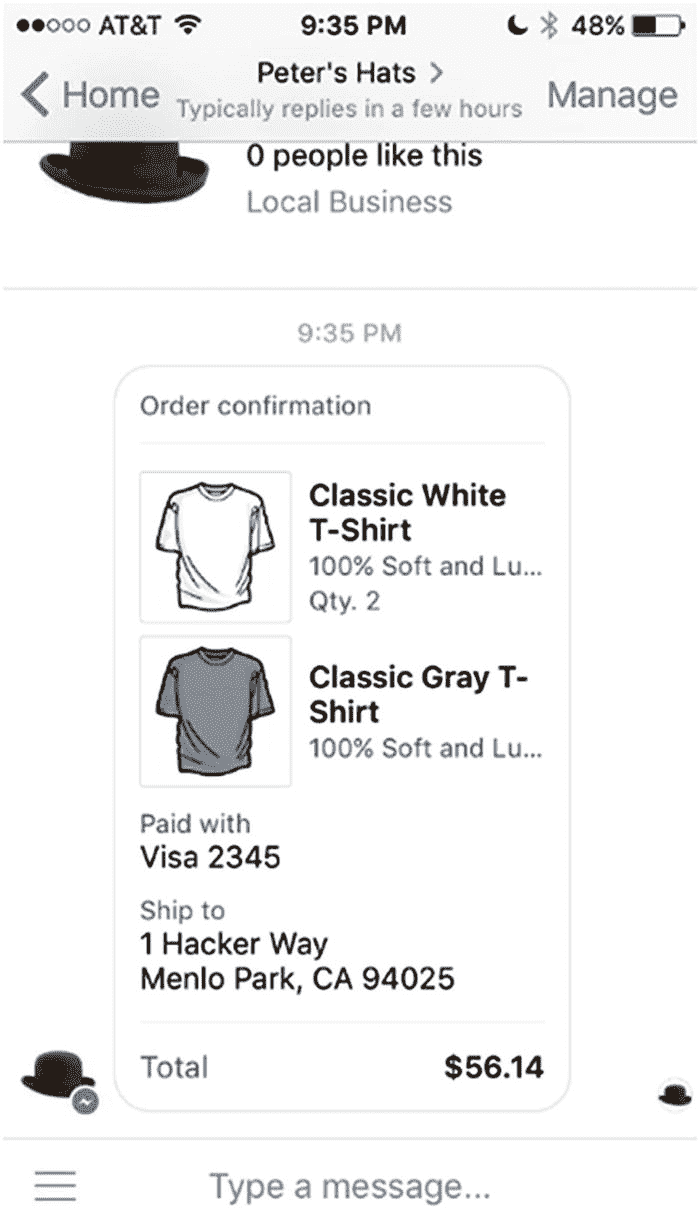 AT&T 9:35 PM 48%
Home Peter's Hats Manage
Typically replies in a few hours
0 people like this
Local Business
9:35 PM
Order confirmation
Classic White
T-Shirt
100% Soft and Lu...
Qty. 2
Classic Gray T-
Shirt
100% Soft and Lu...
Paid with
Visa 2345
Ship to
1 Hacker Way
Menlo Park, CA 94025
Total $56.14
Type a message...